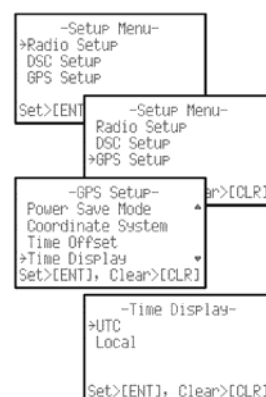 -Setup Menu-
>Radio Setup
DSC Setup
GPS Setup
Set>[ENT
-Setup Menu-
Radio Setup
DSC Setup
>GPS Setup
ar>[CLR]
-GPS Setup-
Power Save Mode
Coordinate System
Time Offset
>Time Display
Set>[ENT], Clear>[CLR]
-Time Display-
>UTC
Local
Set>[ENT], Clear>[CLR]